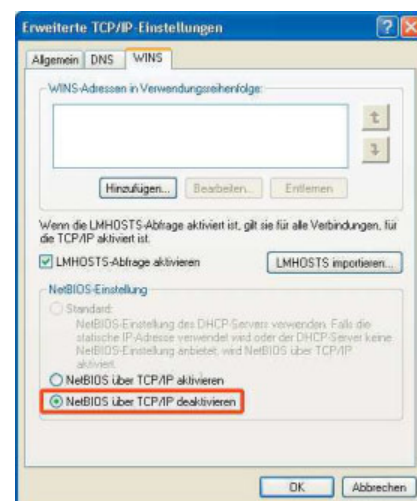 Erweiterte TCP/IP-Einstellungen
Allgemein DNS WINS
WINS-Adressen in Verwendungsreihenfolge:
Hinzufügen... Bearbeiten... Entfernen
Wenn die LMHOSTS-Abfrage aktiviert ist, gilt sie für alle Verbindungen, für
die TCP/IP aktiviert ist.
LMHOSTS-Abfrage aktivieren LMHOSTS importieren...
NetBIOS-Einstellung
Standard:
NetBIOS-Einstellung des DHCP-Servers verwenden. Falls die
statische IP-Adresse verwendet wird oder der DHCP-Server keine
NetBIOS-Einstellung anbietet, wird NetBIOS über TCP/IP
aktiviert.
NetBIOS über TCP/IP aktivieren
NetBIOS über TCP/IP deaktivieren
OK Abbrechen